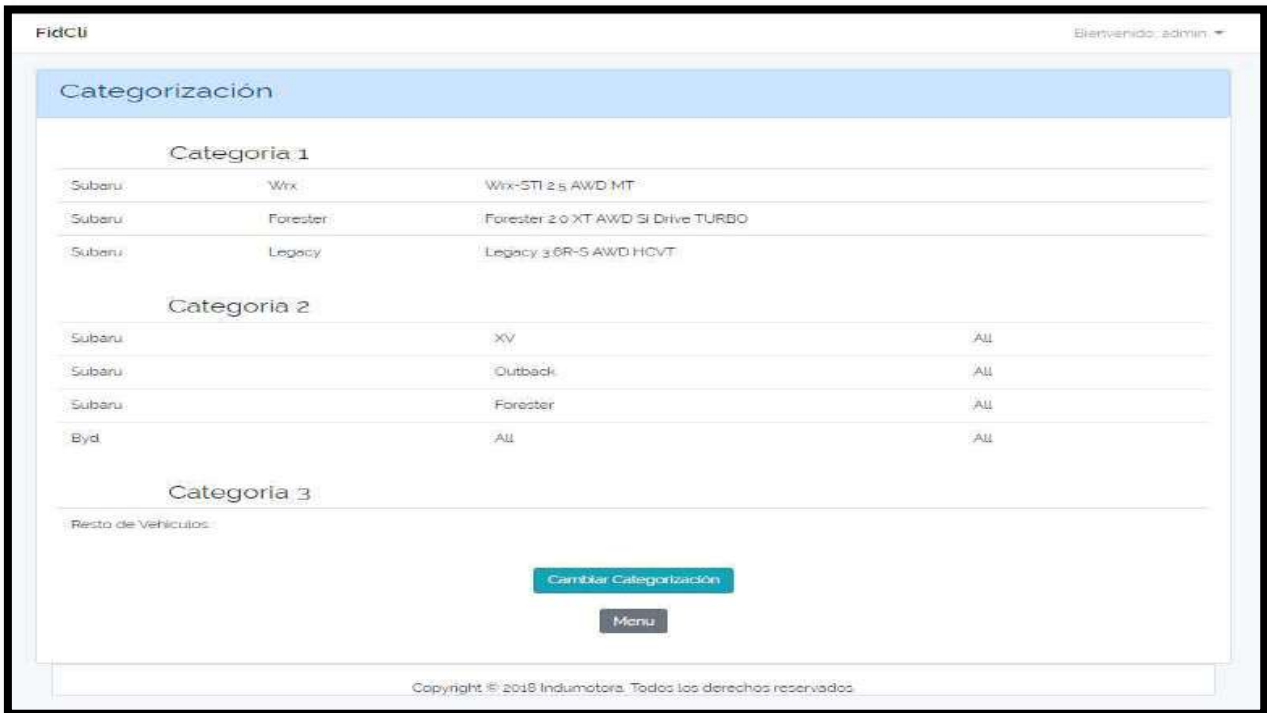 FidCli
Bienvenido: admin
Categorización
Categoria 1
Subaru Wrx Wrx-STI 2.5 AWD MT
Subaru Forester Forester 2.0 XT AWD Si Drive TURBO
Subaru Legacy Legacy 3.6R-S AWD HCVT
Categoria 2
Subaru XV All
Subaru Outback All
Subaru Forester All
Byd All All
Categoria 3
Resto de Vehiculos
Cambiar Categorización
Menu
Copyright © 2018 Indumotora. Todos los derechos reservados